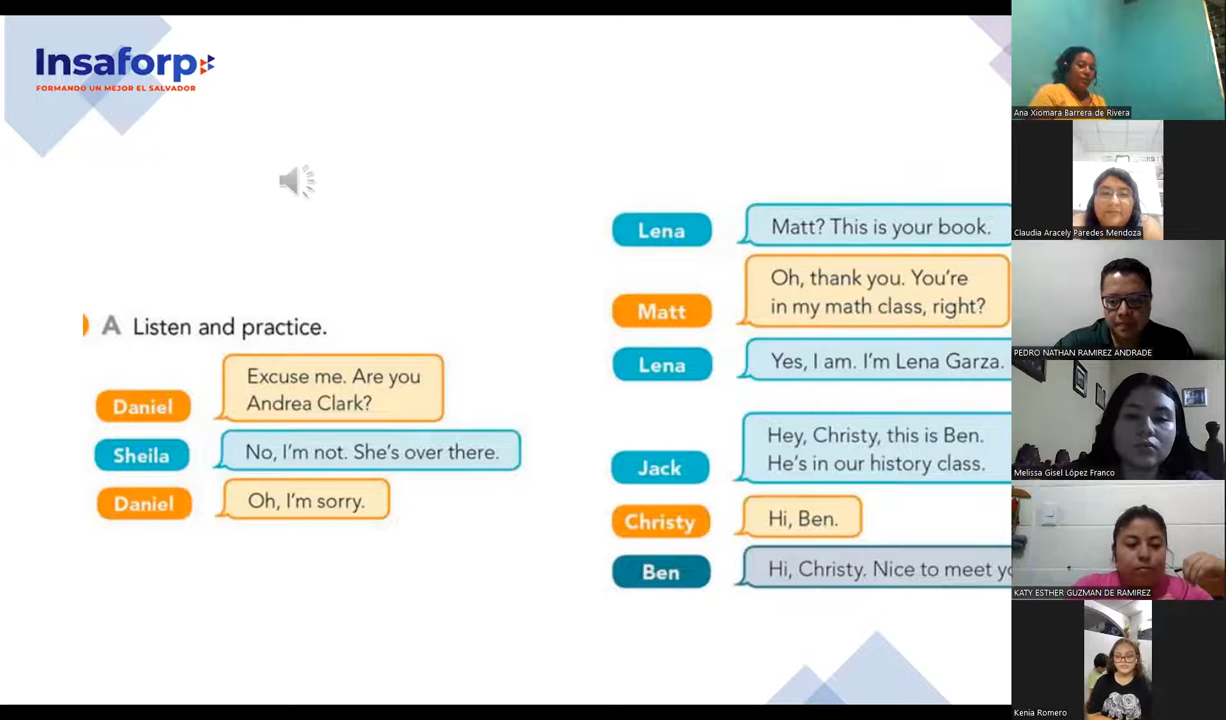 Insaforp
FORMANDO UN MEJOR EL SALVADOR
A Listen and practice.
Daniel
Excuse me. Are you
Andrea Clark?
Sheila
No, I'm not. She's over there.
Daniel
Oh, I'm sorry.
Lena
Matt? This is your book.
Matt
Oh, thank you. You're
in my math class, right?
Lena
Yes, I am. I'm Lena Garza.
Jack
Hey, Christy, this is Ben.
He's in our history class.
Christy
Hi, Ben.
Ben
Hi, Christy. Nice to meet
Ana Xiomara Barrera de Rivera
Claudia Aracely Paredes Mendoza
PEDRO NATHAN RAMIREZ ANDRADE
Melissa Gisel López Franco
KATY ESTHER GUZMAN DE RAMIREZ
Kenia Romero